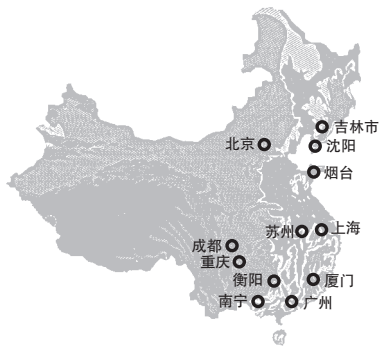 吉林市
北京
沈阳
烟台
苏州
上海
成都
重庆
衡阳
厦门
南宁
广州